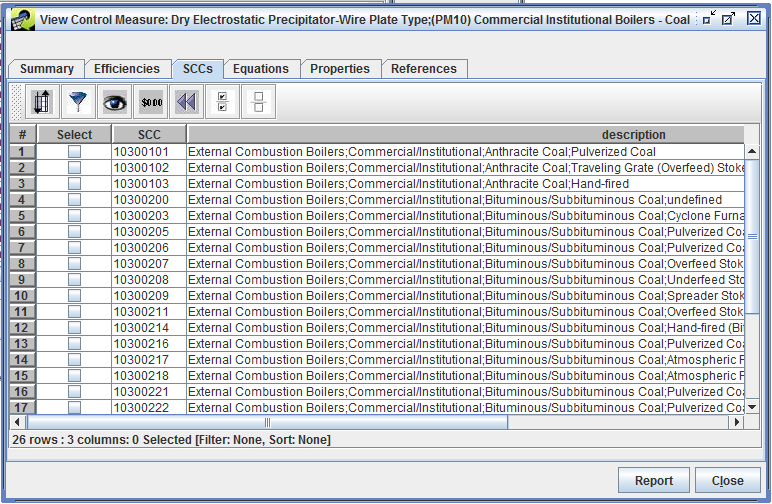 View Control Measure: Dry Electrostatic Precipitator-Wire Plate Type;(PM10) Commercial Institutional Boilers - Coal
Summary Efficiencies SCCs Equations Properties References
$0.00
# Select SCC description
1 10300101 External Combustion Boilers;Commercial/Institutional;Anthracite Coal;Pulverized Coal
2 10300102 External Combustion Boilers;Commercial/Institutional;Anthracite Coal;Traveling Grate (Overfeed) Stoke
3 10300103 External Combustion Boilers;Commercial/Institutional;Anthracite Coal;Hand-fired
4 10300200 External Combustion Boilers;Commercial/Institutional;Bituminous/Subbituminous Coal;undefined
5 10300203 External Combustion Boilers;Commercial/Institutional;Bituminous/Subbituminous Coal;Cyclone Furna
6 10300205 External Combustion Boilers;Commercial/Institutional;Bituminous/Subbituminous Coal;Pulverized Coa
7 10300206 External Combustion Boilers;Commercial/Institutional;Bituminous/Subbituminous Coal;Pulverized Coa
8 10300207 External Combustion Boilers;Commercial/Institutional;Bituminous/Subbituminous Coal;Overfeed Stok
9 10300208 External Combustion Boilers;Commercial/Institutional;Bituminous/Subbituminous Coal;Underfeed Sto
10 10300209 External Combustion Boilers;Commercial/Institutional;Bituminous/Subbituminous Coal;Spreader Stok
11 10300211 External Combustion Boilers;Commercial/Institutional;Bituminous/Subbituminous Coal;Overfeed Stok
12 10300214 External Combustion Boilers;Commercial/Institutional;Bituminous/Subbituminous Coal;Hand-fired (Bi
13 10300216 External Combustion Boilers;Commercial/Institutional;Bituminous/Subbituminous Coal;Pulverized Coa
14 10300217 External Combustion Boilers;Commercial/Institutional;Bituminous/Subbituminous Coal;Atmospheric F
15 10300218 External Combustion Boilers;Commercial/Institutional;Bituminous/Subbituminous Coal;Atmospheric F
16 10300221 External Combustion Boilers;Commercial/Institutional;Bituminous/Subbituminous Coal;Pulverized Coa
17 10300222 External Combustion Boilers;Commercial/Institutional;Bituminous/Subbituminous Coal;Pulverized Coa
26 rows : 3 columns: 0 Selected [Filter: None, Sort: None]
Report Close